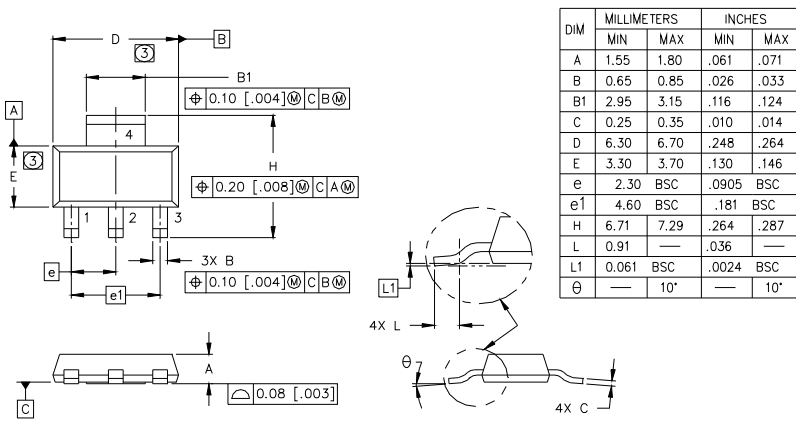 D
B
3
B1
⌖ 0.10 [.004]Ⓜ C BⓂ
A
4
3
E
H
⌖ 0.20 [.008]Ⓜ C AⓂ
1 2 3
3X B
e
⌖ 0.10 [.004]Ⓜ C BⓂ
e1
L1
4X L
A
θ
⌓ 0.08 [.003]
C
4X C
DIM MILLIMETERS INCHES
MIN MAX MIN MAX
A 1.55 1.80 .061 .071
B 0.65 0.85 .026 .033
B1 2.95 3.15 .116 .124
C 0.25 0.35 .010 .014
D 6.30 6.70 .248 .264
E 3.30 3.70 .130 .146
e 2.30 BSC .0905 BSC
e1 4.60 BSC .181 BSC
H 6.71 7.29 .264 .287
L 0.91 — .036 —
L1 0.061 BSC .0024 BSC
θ — 10° — 10°